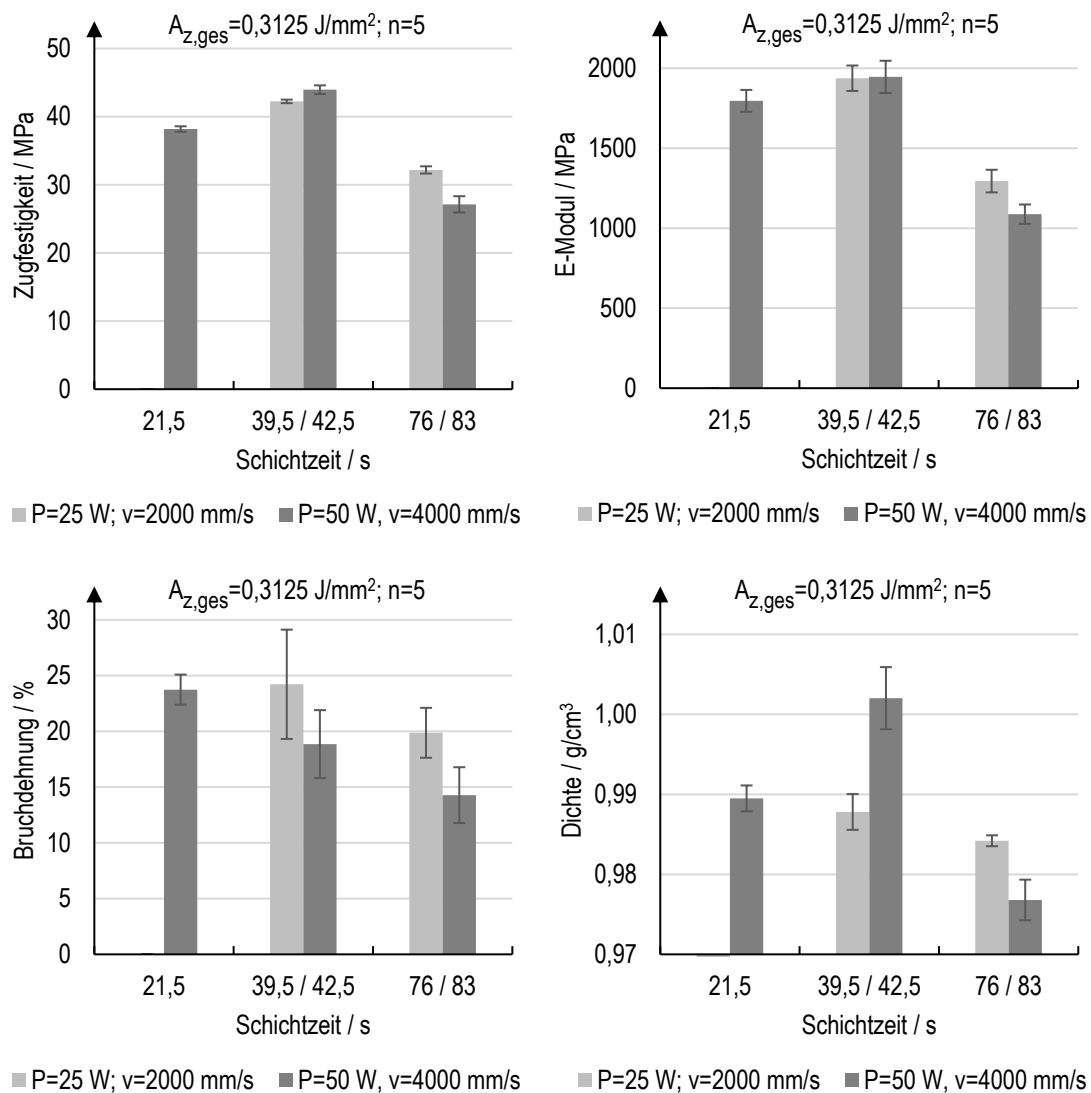 A_z,ges=0,3125 J/mm²; n=5
Zugfestigkeit / MPa
50
40
30
20
10
0
21,5 39,5 / 42,5 76 / 83
Schichtzeit / s
P=25 W; v=2000 mm/s P=50 W, v=4000 mm/s
A_z,ges=0,3125 J/mm²; n=5
E-Modul / MPa
2000
1500
1000
500
0
21,5 39,5 / 42,5 76 / 83
Schichtzeit / s
P=25 W; v=2000 mm/s P=50 W, v=4000 mm/s
A_z,ges=0,3125 J/mm²; n=5
Bruchdehnung / %
30
25
20
15
10
5
0
21,5 39,5 / 42,5 76 / 83
Schichtzeit / s
P=25 W; v=2000 mm/s P=50 W, v=4000 mm/s
A_z,ges=0,3125 J/mm²; n=5
Dichte / g/cm³
1,01
1,00
0,99
0,98
0,97
21,5 39,5 / 42,5 76 / 83
Schichtzeit / s
P=25 W; v=2000 mm/s P=50 W, v=4000 mm/s